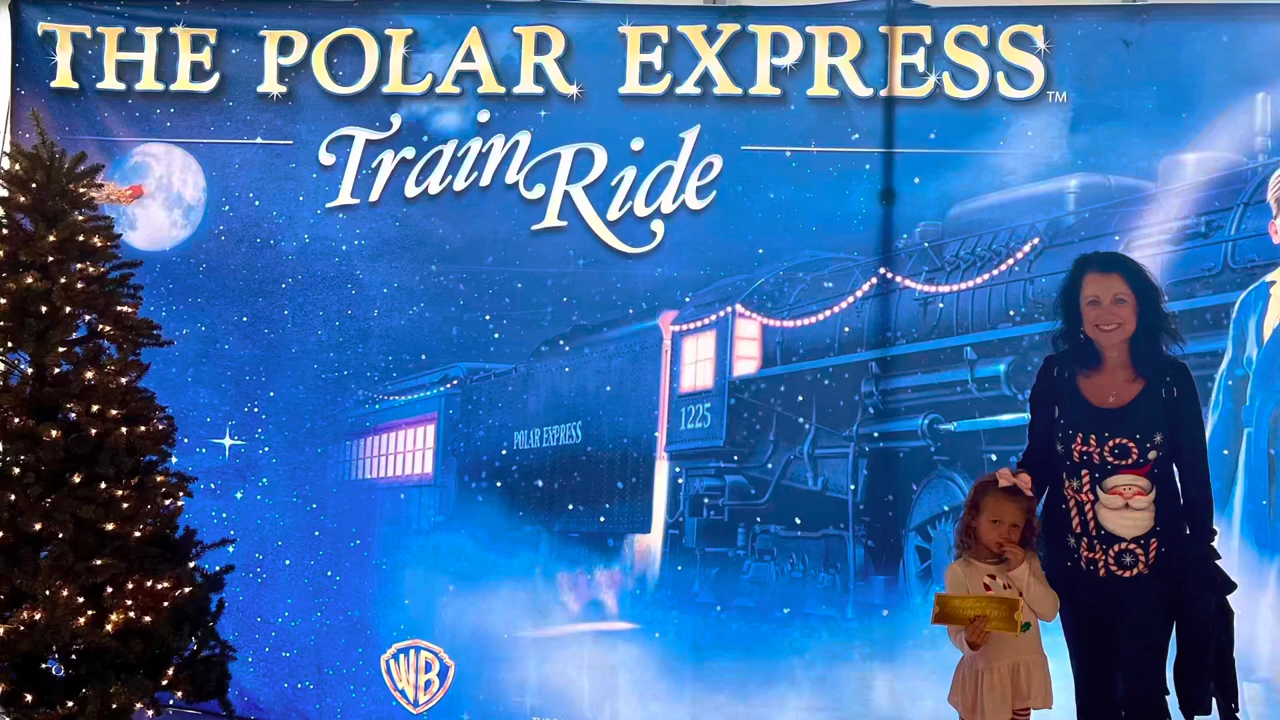 THE POLAR EXPRESS™
Train Ride
1225
POLAR EXPRESS
HO
HO
HO!
WB